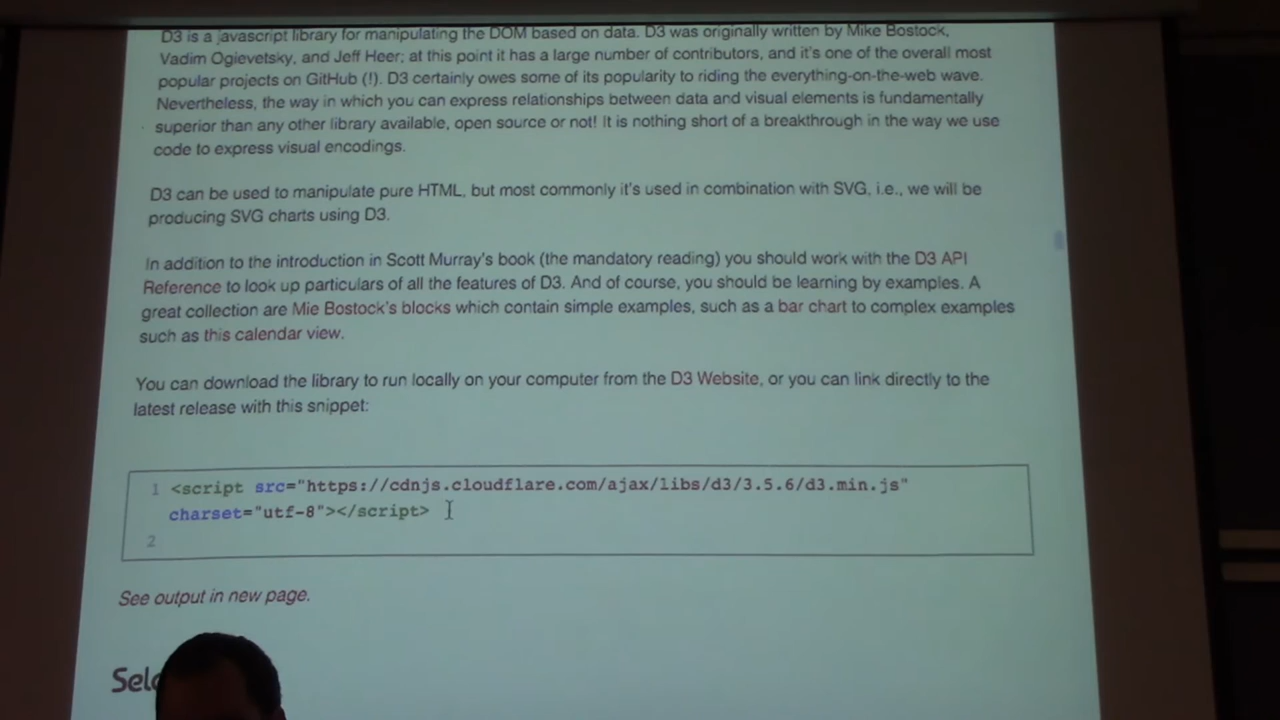 D3 is a javascript library for manipulating the DOM based on data. D3 was originally written by Mike Bostock,
Vadim Ogievetsky, and Jeff Heer; at this point it has a large number of contributors, and it's one of the overall most
popular projects on GitHub (!). D3 certainly owes some of its popularity to riding the everything-on-the-web wave.
Nevertheless, the way in which you can express relationships between data and visual elements is fundamentally
superior than any other library available, open source or not! It is nothing short of a breakthrough in the way we use
code to express visual encodings.
D3 can be used to manipulate pure HTML, but most commonly it's used in combination with SVG, i.e., we will be
producing SVG charts using D3.
In addition to the introduction in Scott Murray's book (the mandatory reading) you should work with the D3 API
Reference to look up particulars of all the features of D3. And of course, you should be learning by examples. A
great collection are Mie Bostock's blocks which contain simple examples, such as a bar chart to complex examples
such as this calendar view.
You can download the library to run locally on your computer from the D3 Website, or you can link directly to the
latest release with this snippet:
1 <script src="https://cdnjs.cloudflare.com/ajax/libs/d3/3.5.6/d3.min.js"
charset="utf-8"></script>
2
See output in new page.